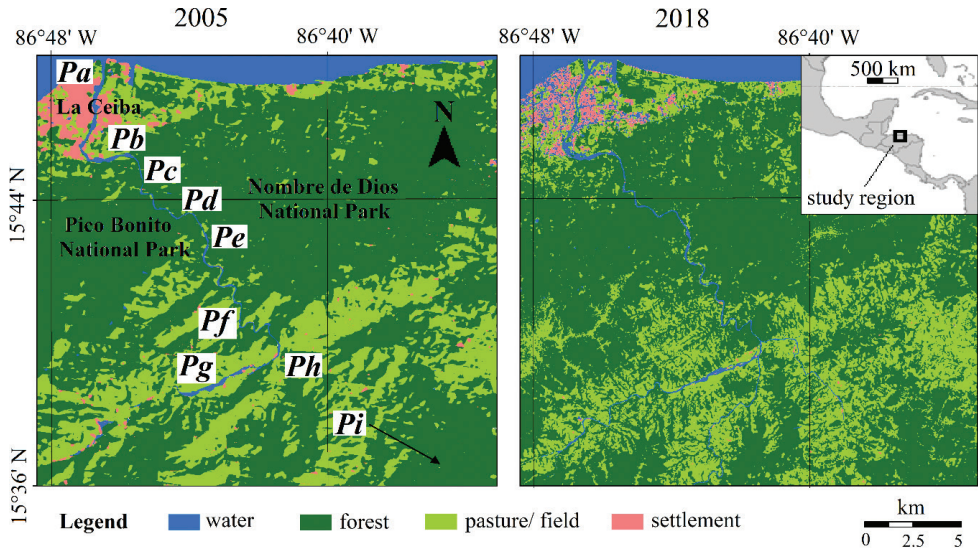 2005
2018
86°48' W
86°40' W
86°48' W
86°40' W
Pa
La Ceiba
Pb
Pc
Pd
Pe
Pf
Pg
Ph
Pi
N
Nombre de Dios
National Park
Pico Bonito
National Park
15°44' N
15°36' N
500 km
study region
Legend
water
forest
pasture/ field
settlement
km
0 2.5 5